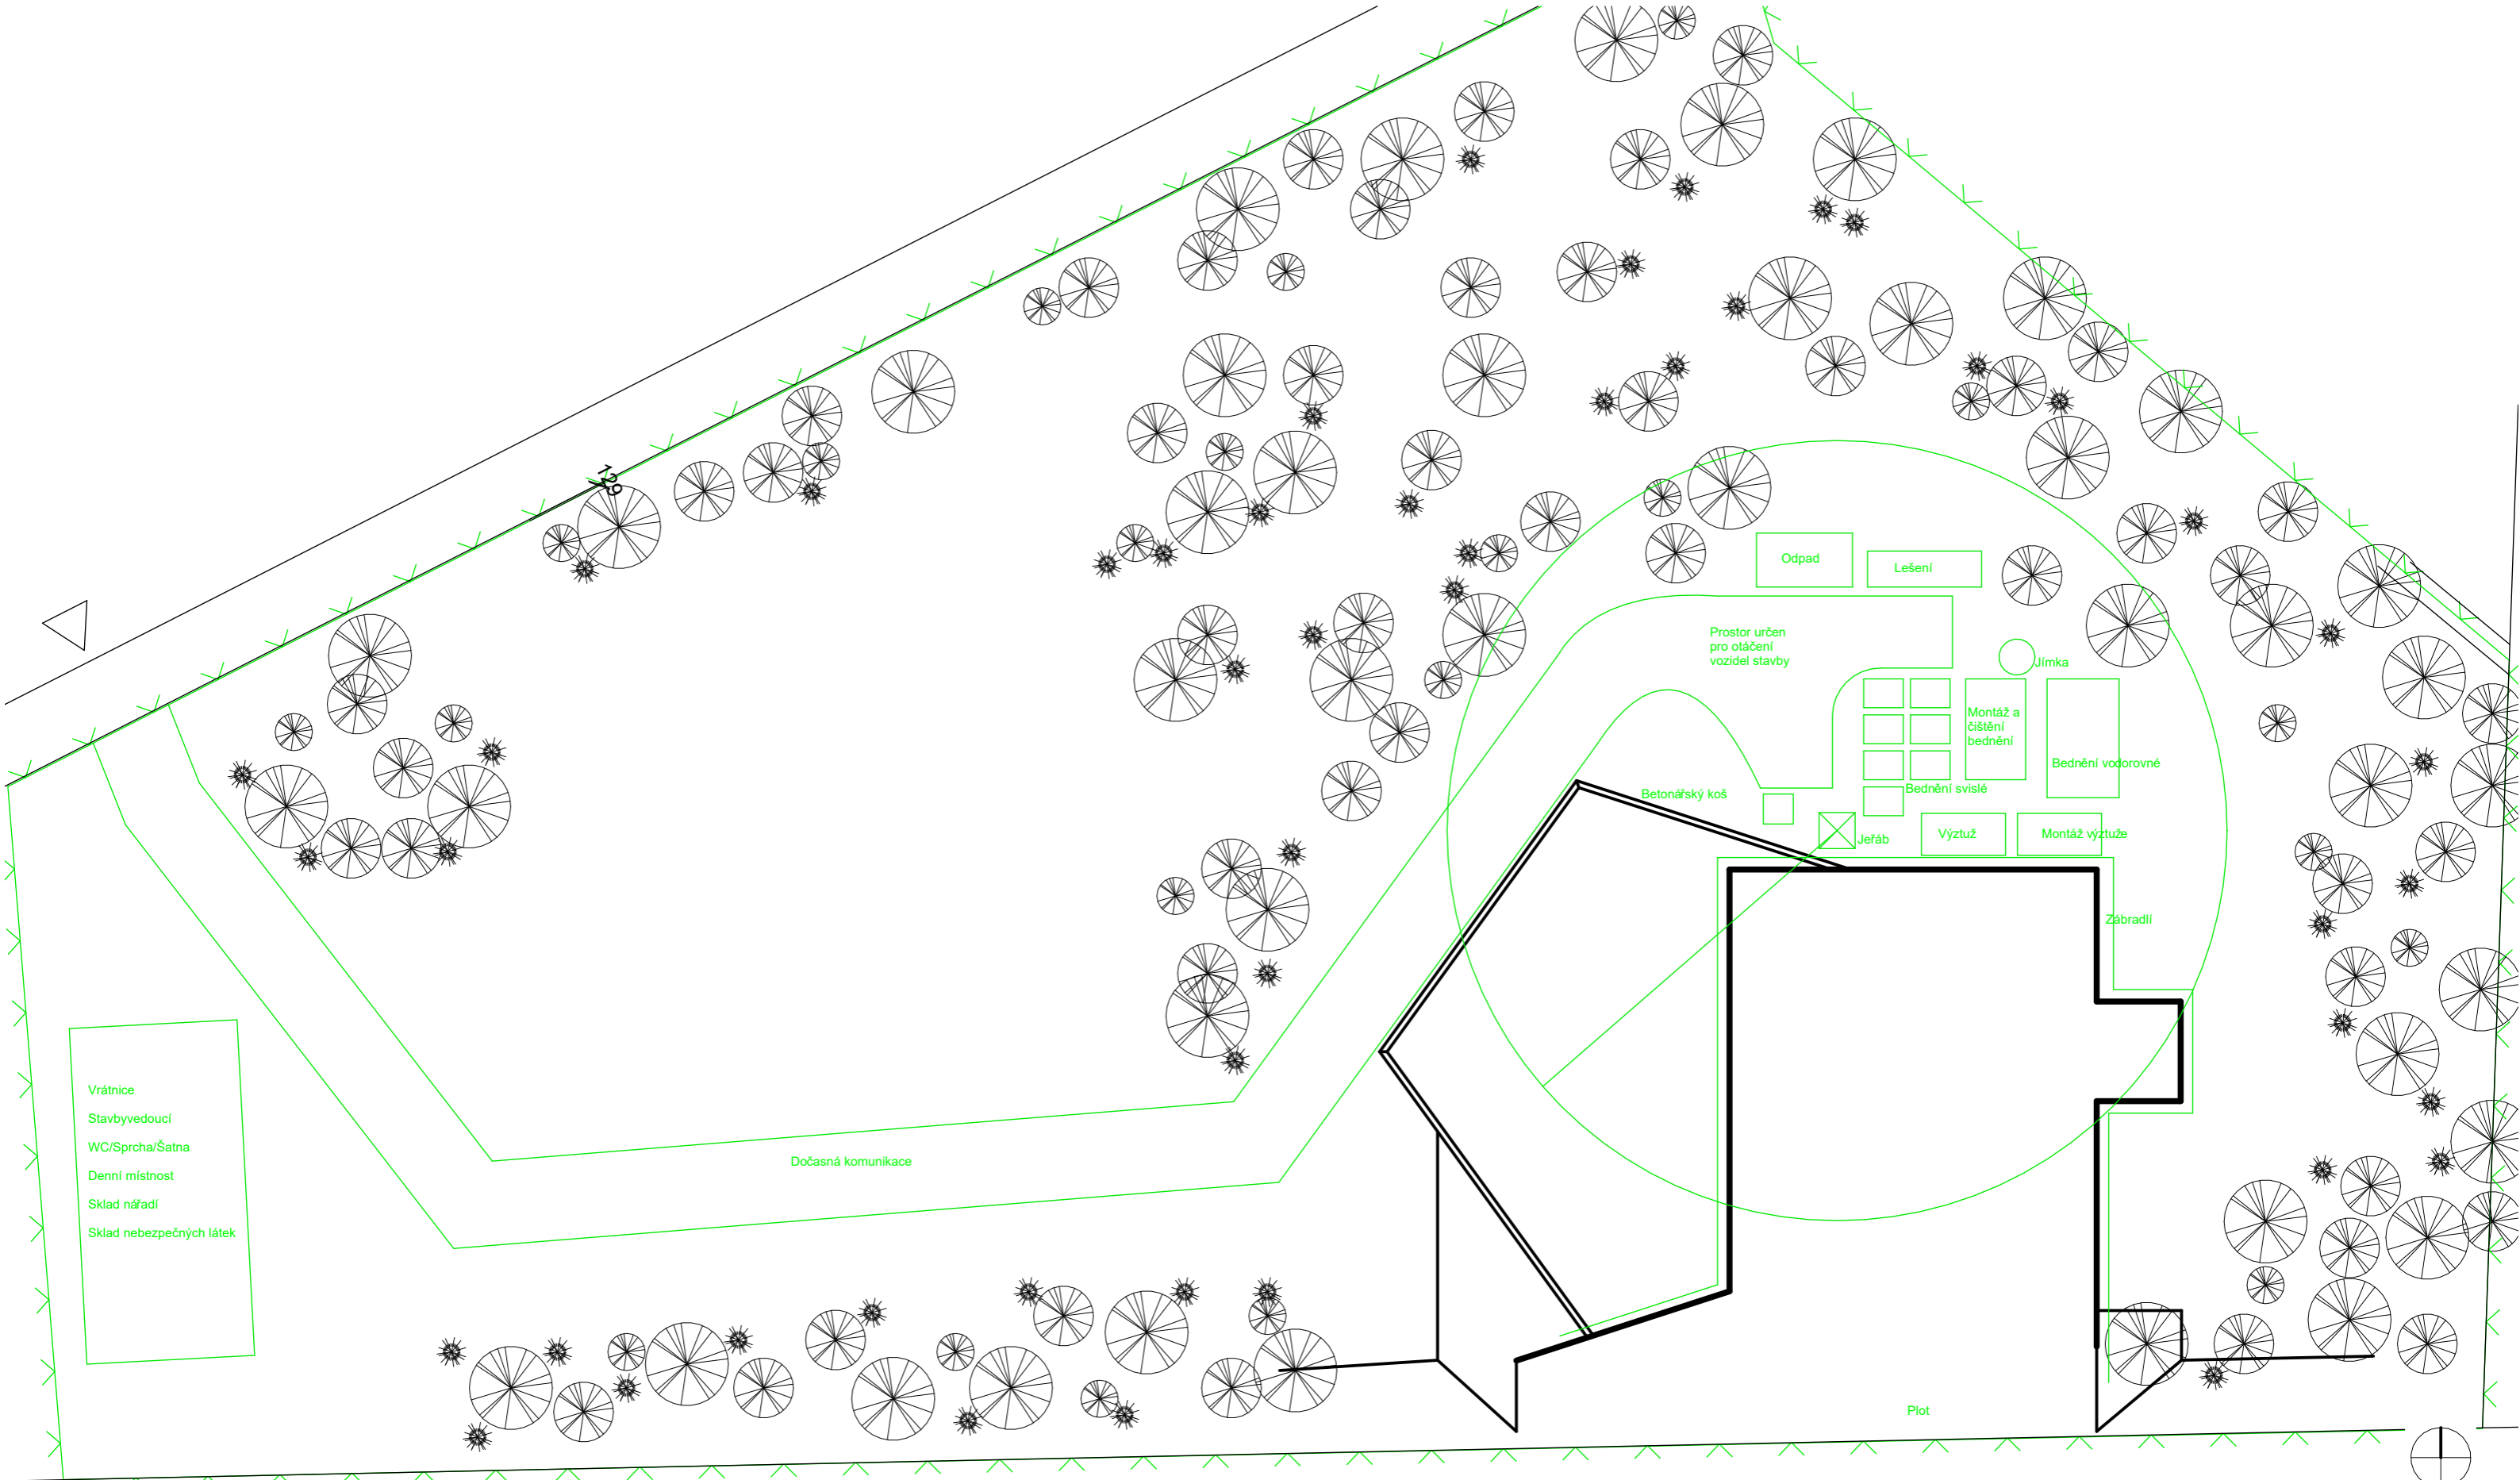 129
Odpad
Lešení
Prostor určen
pro otáčení
vozidel stavby
Jímka
Montáž a
čištění
bednění
Bednění vodorovné
Betonářský koš
Bednění svislé
Jeřáb
Výztuž
Montáž výztuže
Zábradlí
Vrátnice
Stavbyvedoucí
WC/Sprcha/Šatna
Denní místnost
Sklad nářadí
Sklad nebezpečných látek
Dočasná komunikace
Plot